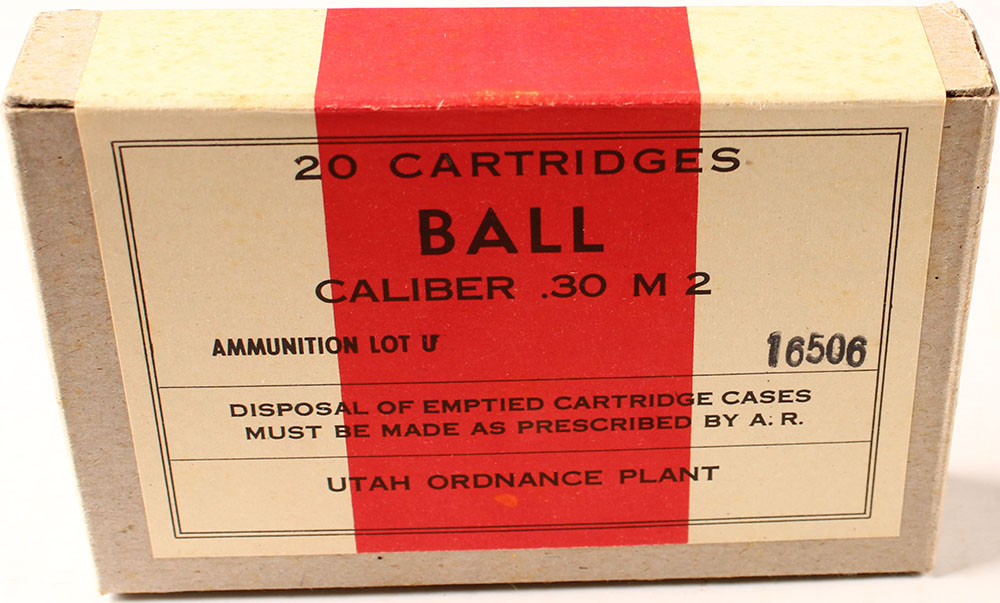 20 CARTRIDGES
BALL
CALIBER .30 M 2
AMMUNITION LOT U 16506
DISPOSAL OF EMPTIED CARTRIDGE CASES
MUST BE MADE AS PRESCRIBED BY A. R.
UTAH ORDNANCE PLANT